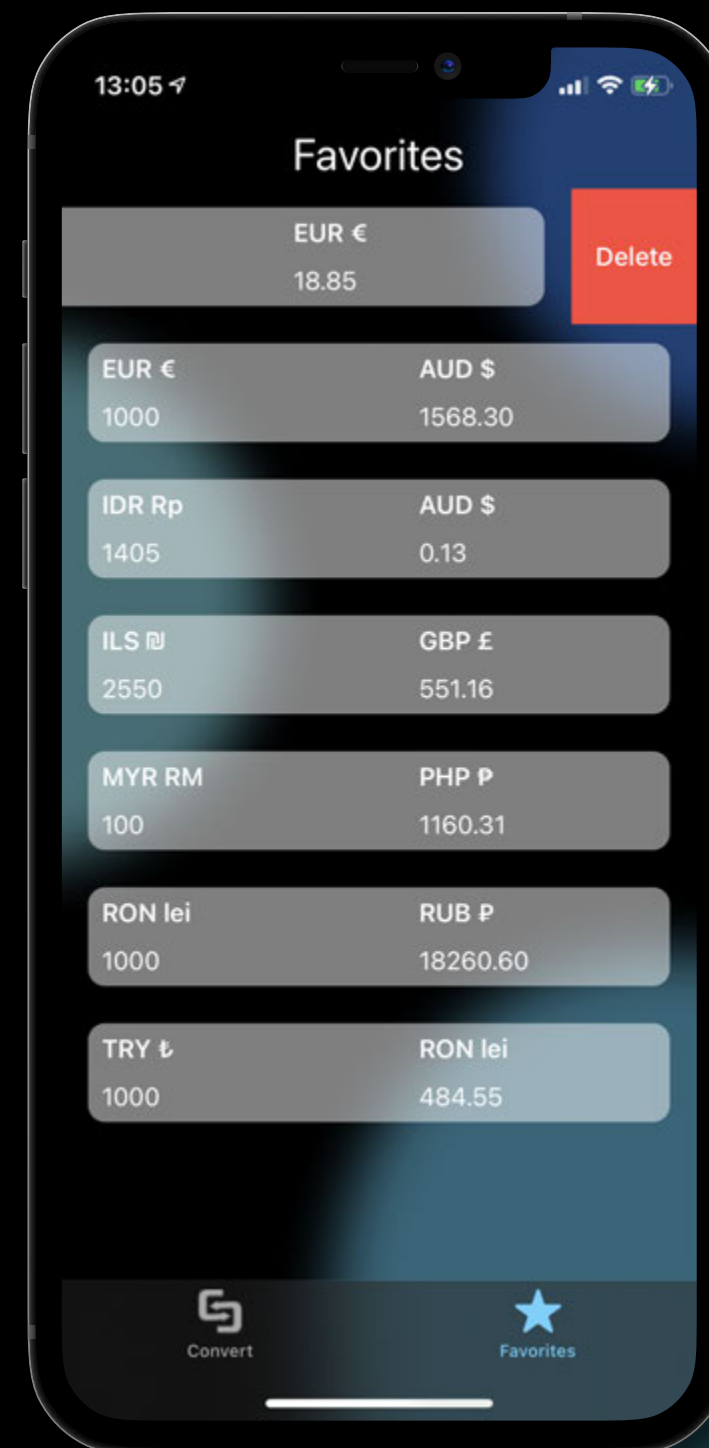 13:05
Favorites
EUR €
18.85
Delete
EUR € AUD $
1000 1568.30
IDR Rp AUD $
1405 0.13
ILS ₪ GBP £
2550 551.16
MYR RM PHP ₱
100 1160.31
RON lei RUB ₽
1000 18260.60
TRY ₺ RON lei
1000 484.55
Convert Favorites